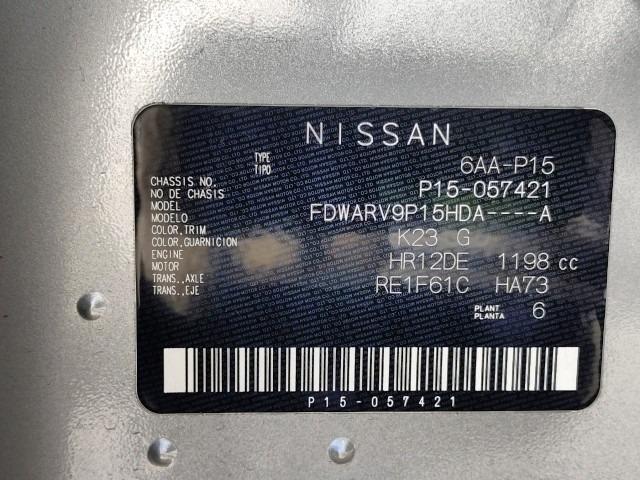 NISSAN
TYPE
TIPO 6AA-P15
CHASSIS NO. P15-057421
NO DE CHASIS
MODEL FDWARV9P15HDA----A
MODELO
COLOR,TRIM K23 G
COLOR,GUARNICION
ENGINE HR12DE 1198 cc
MOTOR
TRANS.,AXLE RE1F61C HA73
TRANS.,EJE
PLANT 6
PLANTA
P15-057421